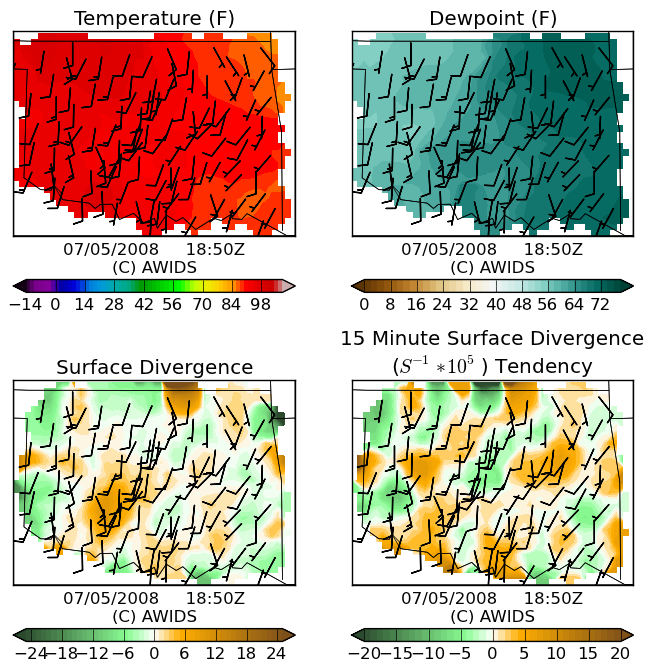 Temperature (F)
07/05/2008 18:50Z
(C) AWIDS
−14 0 14 28 42 56 70 84 98
Dewpoint (F)
07/05/2008 18:50Z
(C) AWIDS
0 8 16 24 32 40 48 56 64 72
Surface Divergence
07/05/2008 18:50Z
(C) AWIDS
−24 −18 −12 −6 0 6 12 18 24
15 Minute Surface Divergence
(S⁻¹ ∗10⁵ ) Tendency
07/05/2008 18:50Z
(C) AWIDS
−20 −15 −10 −5 0 5 10 15 20